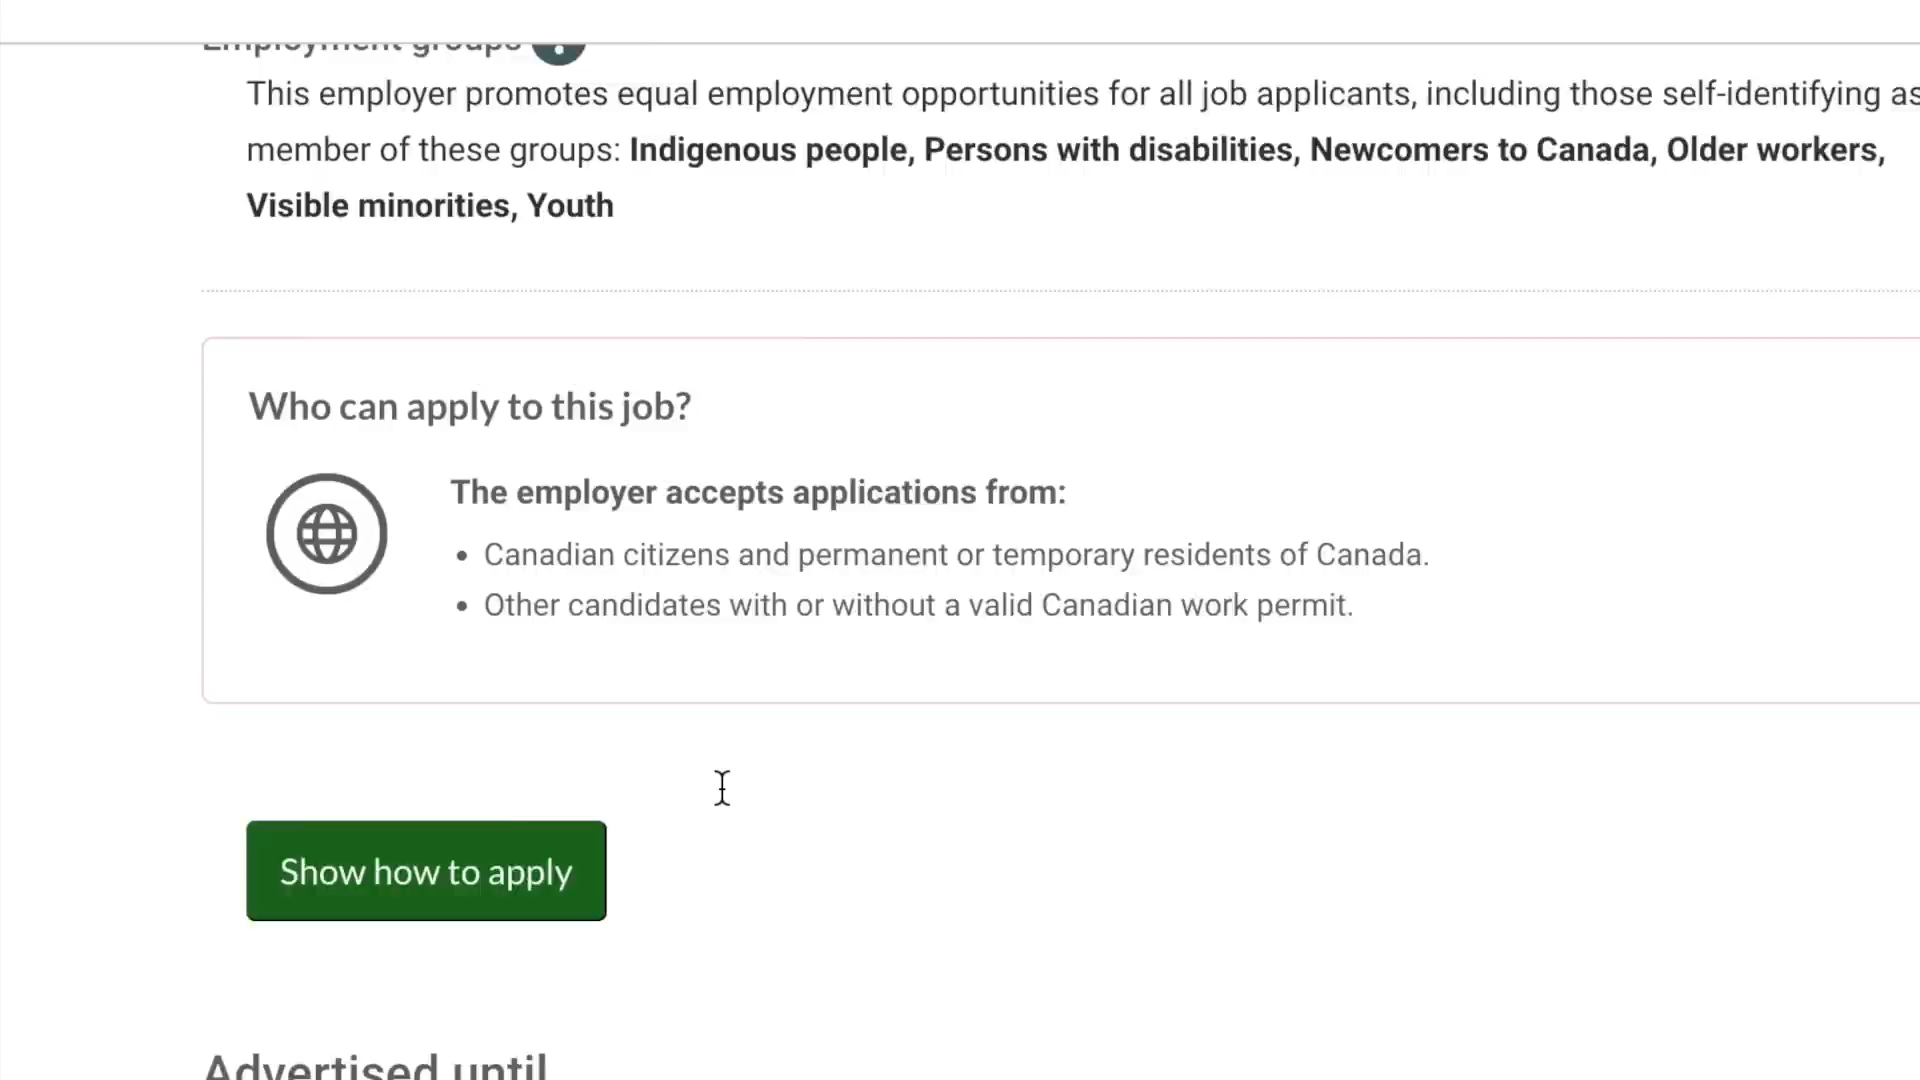 Employment groups
This employer promotes equal employment opportunities for all job applicants, including those self-identifying as
member of these groups: Indigenous people, Persons with disabilities, Newcomers to Canada, Older workers,
Visible minorities, Youth
Who can apply to this job?
The employer accepts applications from:
• Canadian citizens and permanent or temporary residents of Canada.
• Other candidates with or without a valid Canadian work permit.
Show how to apply
Advertised until